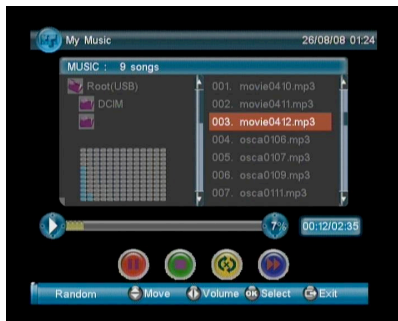 My Music 26/08/08 01:24
MUSIC : 9 songs
Root(USB)
DCIM
001. movie0410.mp3
002. movie0411.mp3
003. movie0412.mp3
004. osca0106.mp3
005. osca0107.mp3
006. osca0109.mp3
007. osca0111.mp3
7% 00:12/02:35
Random Move Volume OK Select Exit